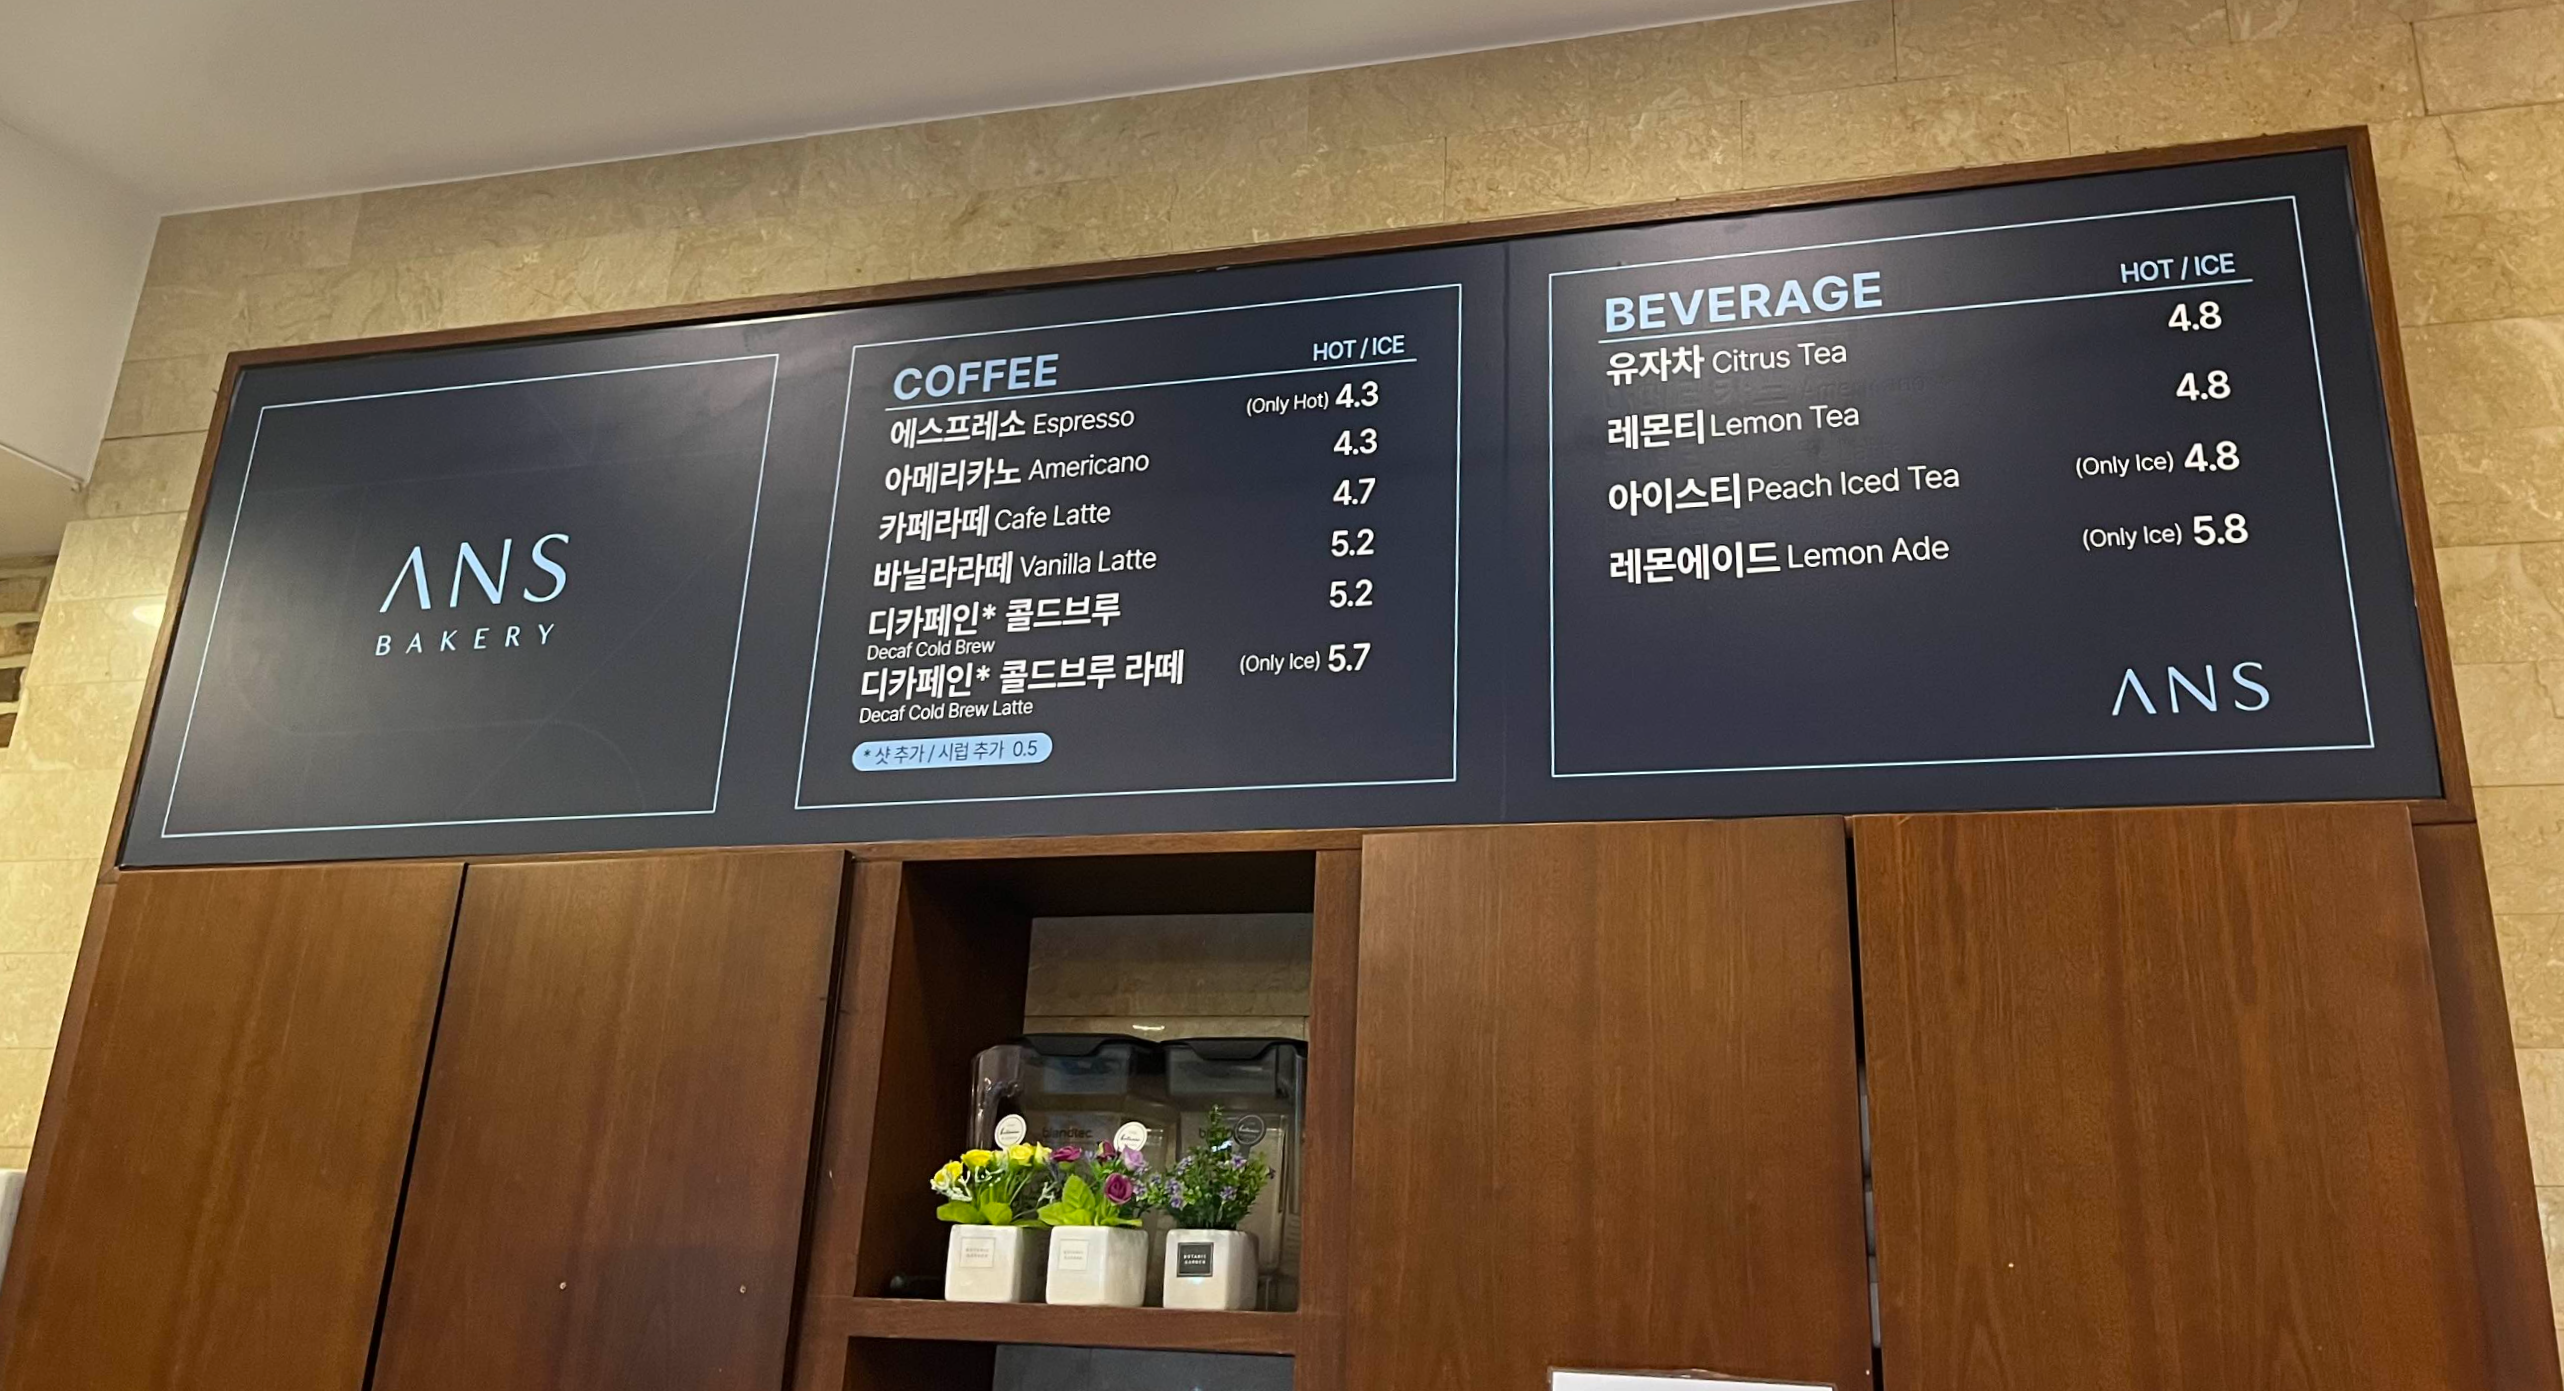 ANS
BAKERY
COFFEE HOT / ICE
에스프레소 Espresso (Only Hot) 4.3
아메리카노 Americano 4.3
카페라떼 Cafe Latte 4.7
바닐라라떼 Vanilla Latte 5.2
디카페인* 콜드브루 5.2
Decaf Cold Brew
디카페인* 콜드브루 라떼 (Only Ice) 5.7
Decaf Cold Brew Latte
* 샷 추가 / 시럽 추가 0.5
BEVERAGE HOT / ICE
유자차 Citrus Tea 4.8
레몬티 Lemon Tea 4.8
아이스티 Peach Iced Tea (Only Ice) 4.8
레몬에이드 Lemon Ade (Only Ice) 5.8
ANS
blendtec
BOTANIC
GARDEN